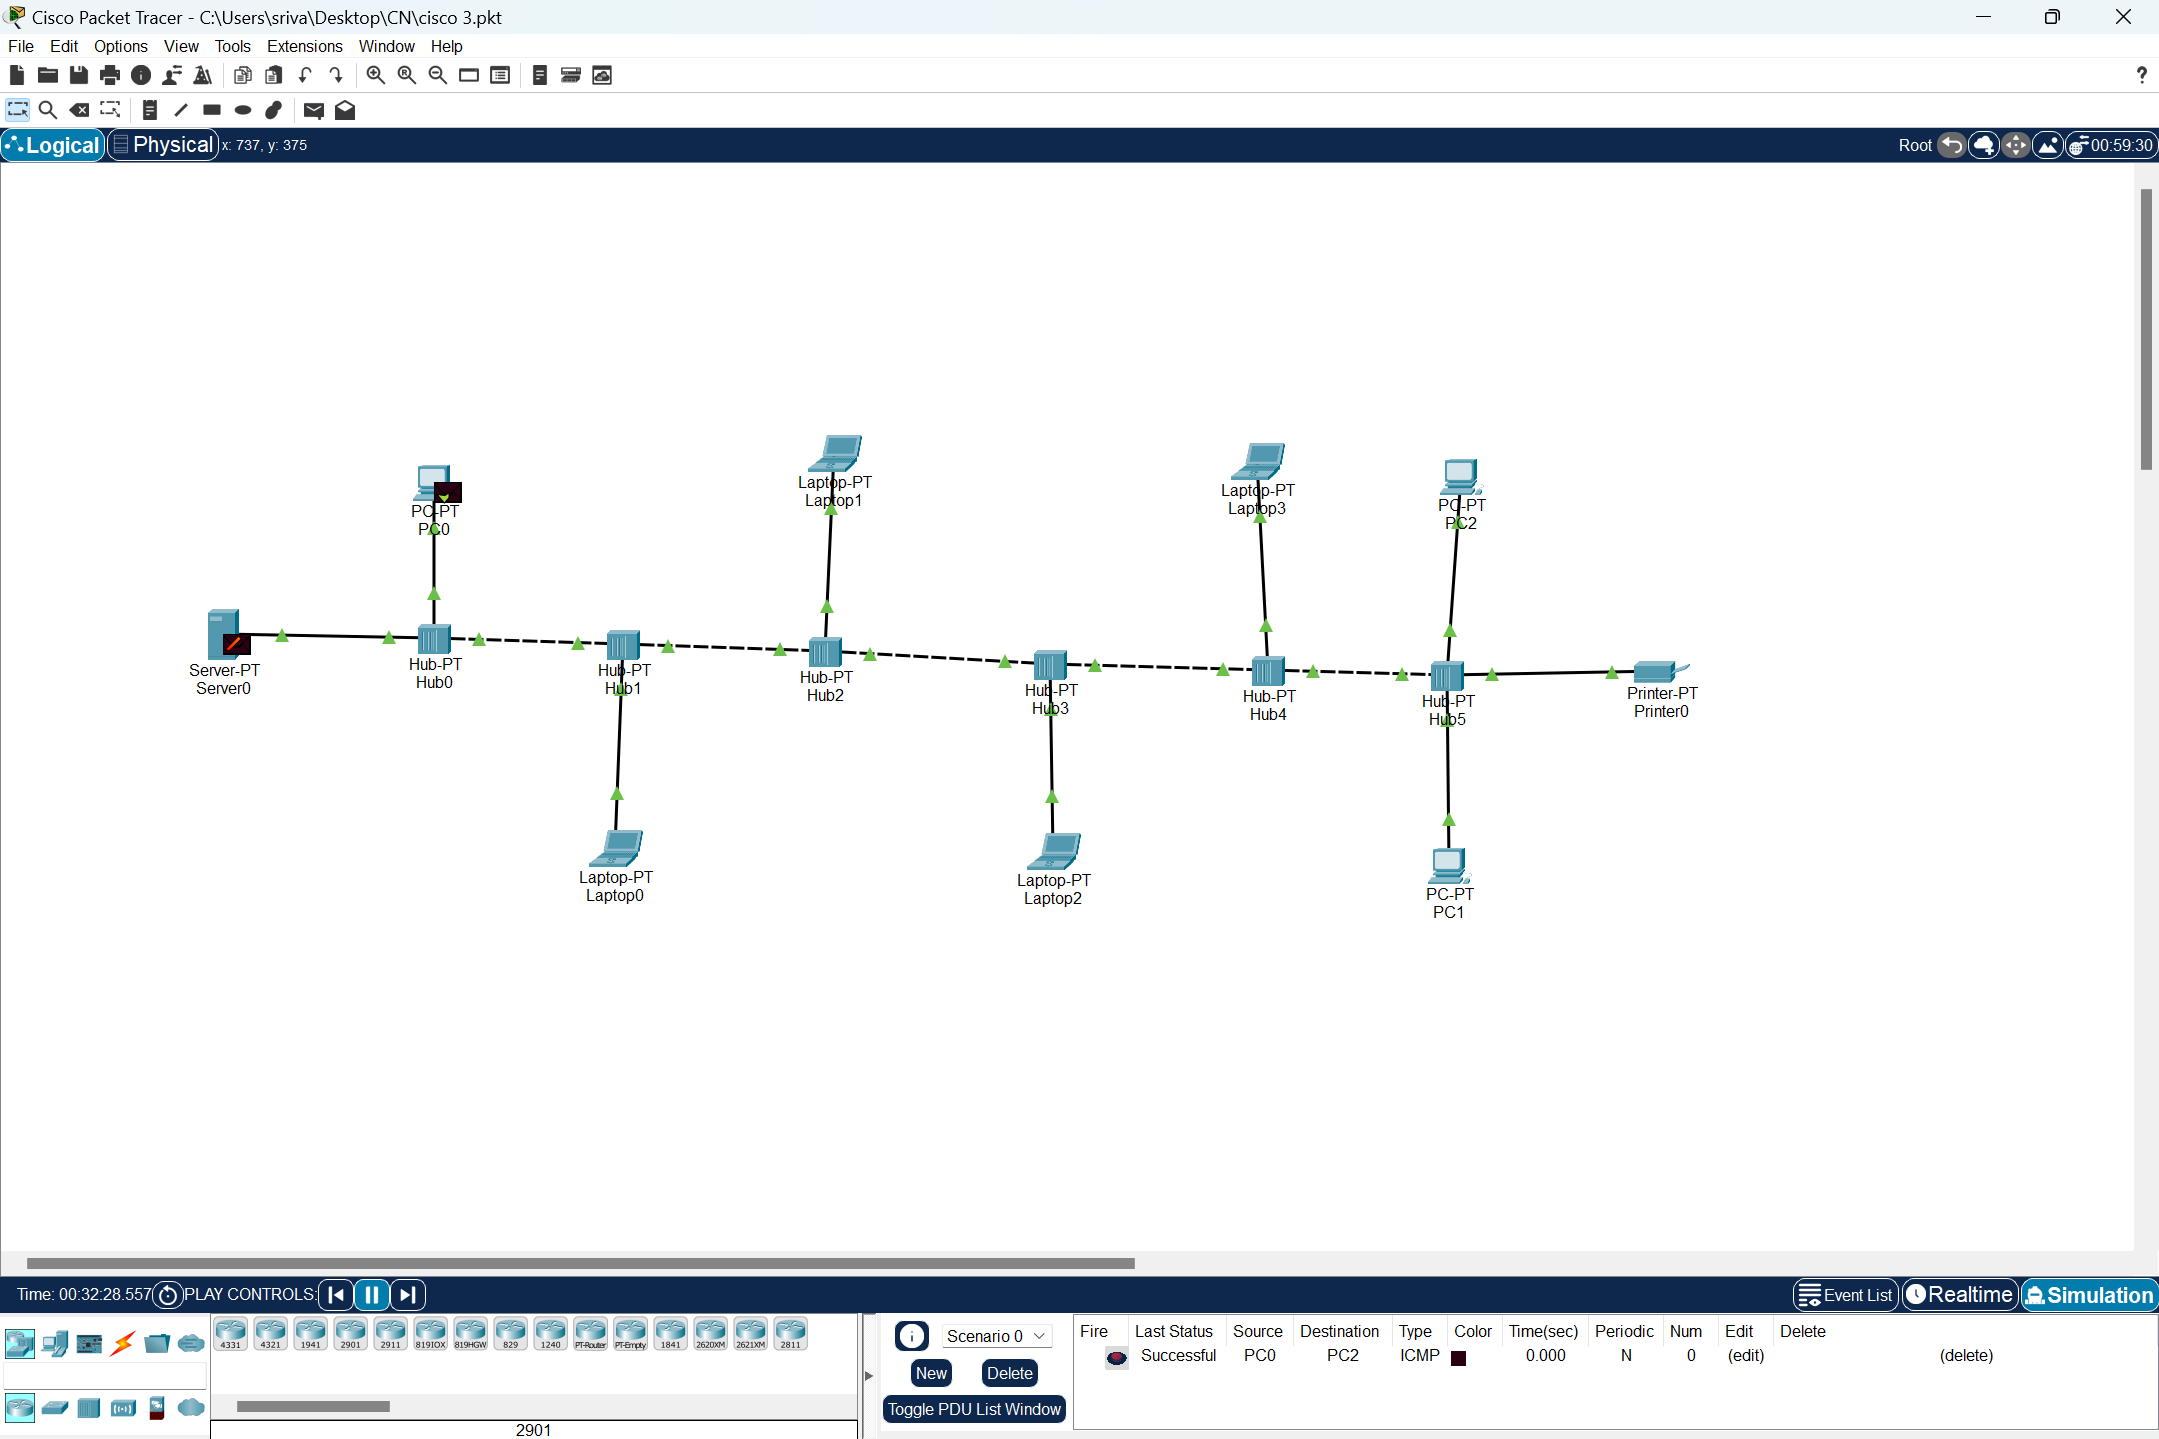 Cisco Packet Tracer - C:\Users\sriva\Desktop\CN\cisco 3.pkt
File Edit Options View Tools Extensions Window Help
Logical Physical x: 737, y: 375 Root 00:59:30
Laptop-PT
Laptop1
Laptop-PT
Laptop3
PC-PT
PC0
PC-PT
PC2
Server-PT
Server0
Hub-PT
Hub0
Hub-PT
Hub1
Hub-PT
Hub2
Hub-PT
Hub3
Hub-PT
Hub4
Hub-PT
Hub5
Printer-PT
Printer0
Laptop-PT
Laptop0
Laptop-PT
Laptop2
PC-PT
PC1
Time: 00:32:28.557 PLAY CONTROLS: Event List Realtime Simulation
4331 4321 1941 2901 2911 819IOX 819HGW 829 1240 PT-Router PT-Empty 1841 2620XM 2621XM 2811
2901
Scenario 0
New Delete
Toggle PDU List Window
Fire Last Status Source Destination Type Color Time(sec) Periodic Num Edit Delete
Successful PC0 PC2 ICMP 0.000 N 0 (edit) (delete)